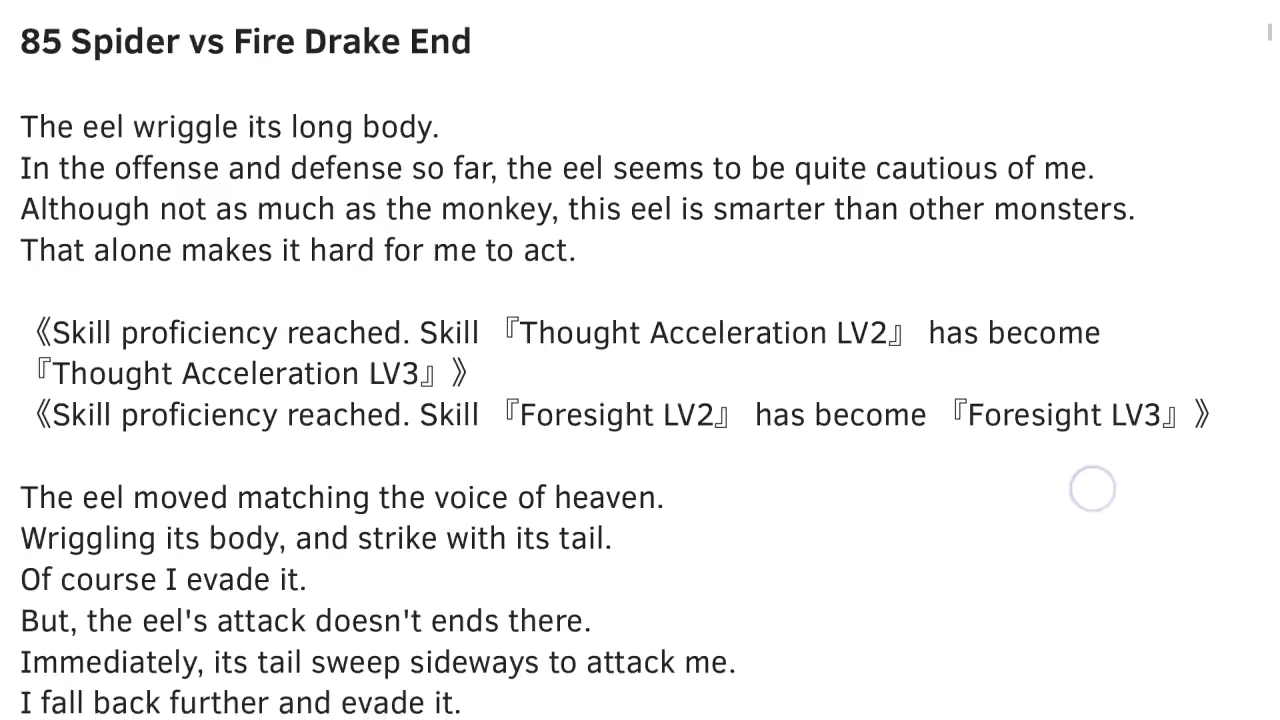 85 Spider vs Fire Drake End
The eel wriggle its long body.
In the offense and defense so far, the eel seems to be quite cautious of me.
Although not as much as the monkey, this eel is smarter than other monsters.
That alone makes it hard for me to act.
《Skill proficiency reached. Skill 『Thought Acceleration LV2』 has become
『Thought Acceleration LV3』》
《Skill proficiency reached. Skill 『Foresight LV2』 has become 『Foresight LV3』》
The eel moved matching the voice of heaven.
Wriggling its body, and strike with its tail.
Of course I evade it.
But, the eel's attack doesn't ends there.
Immediately, its tail sweep sideways to attack me.
I fall back further and evade it.